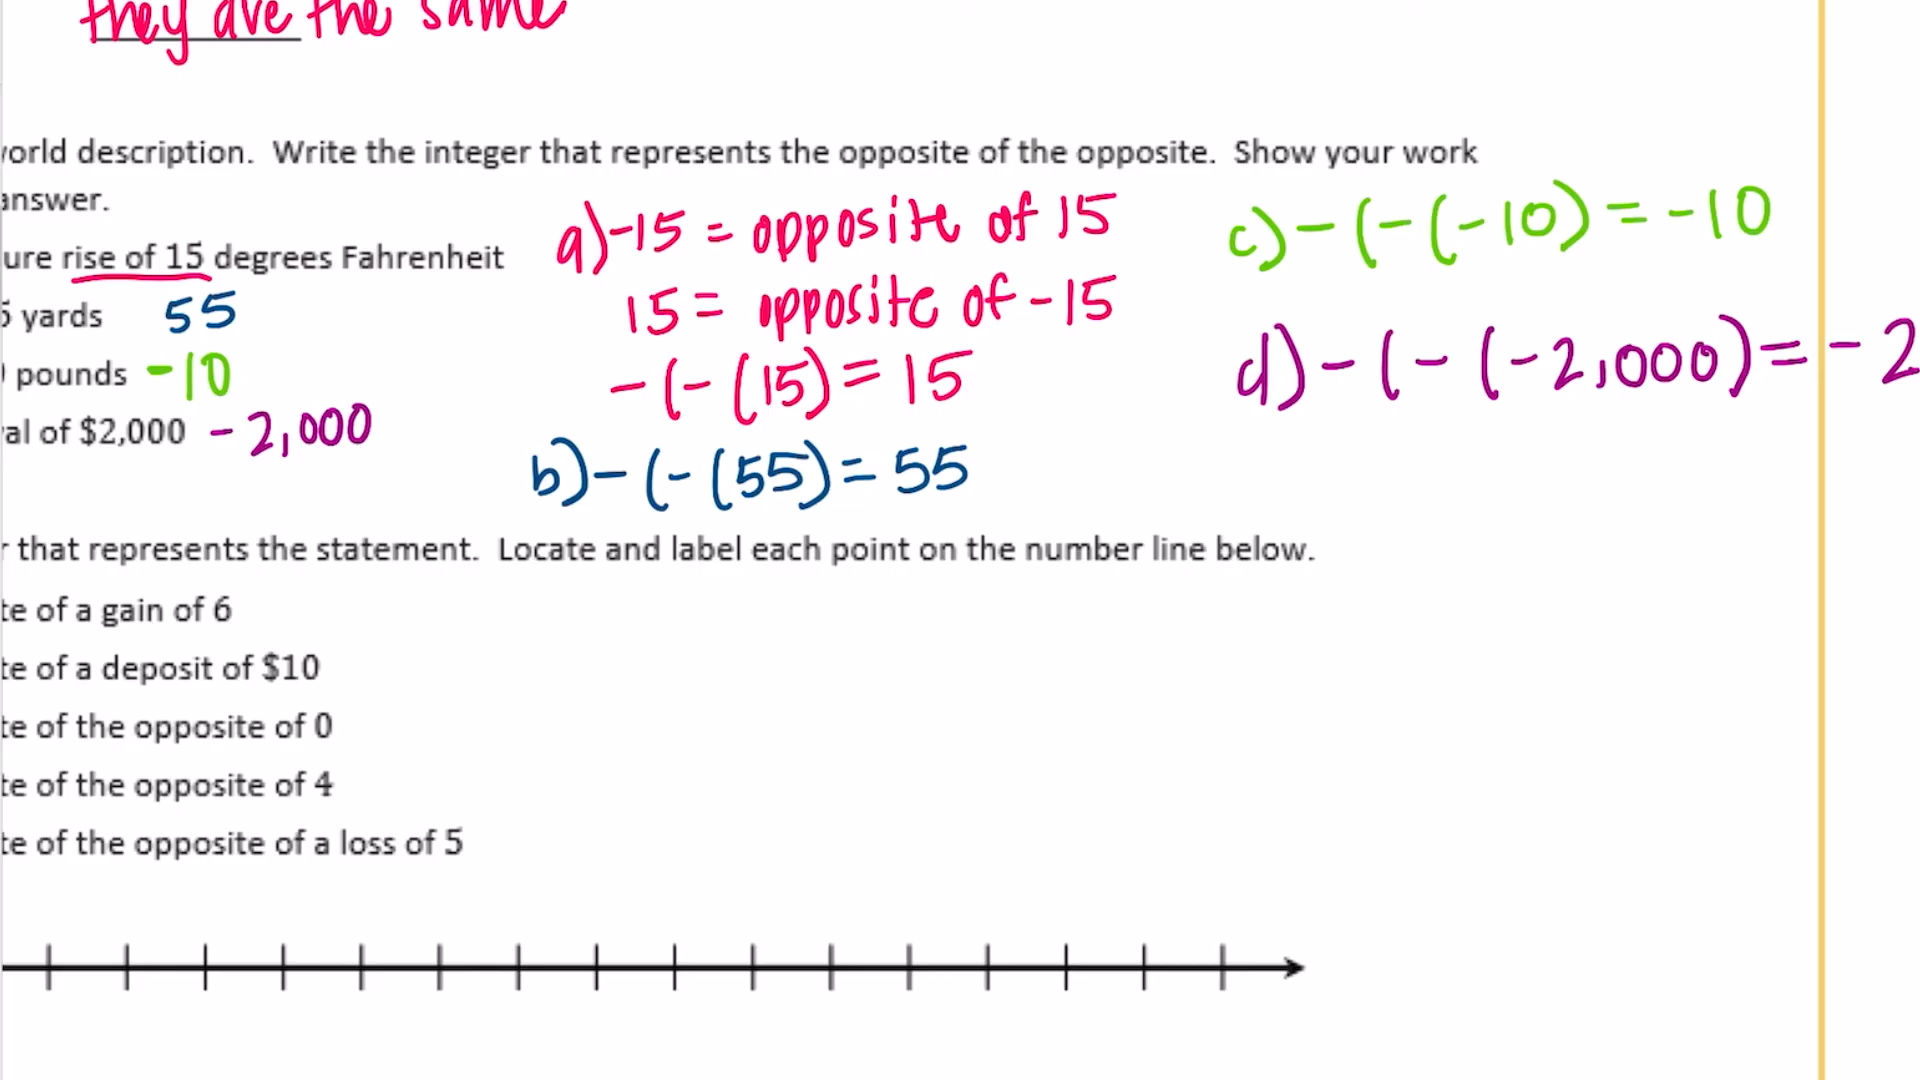 they are the same
orld description. Write the integer that represents the opposite of the opposite. Show your work
answer.
ure rise of 15 degrees Fahrenheit
5 yards 55
pounds -10
al of $2,000 -2,000
a) -15 = opposite of 15
15 = opposite of -15
-(-(15) = 15
b) -(-(55) = 55
c) -(-(-10) = -10
d) -(-(-2,000) = -2
r that represents the statement. Locate and label each point on the number line below.
te of a gain of 6
te of a deposit of $10
te of the opposite of 0
te of the opposite of 4
te of the opposite of a loss of 5